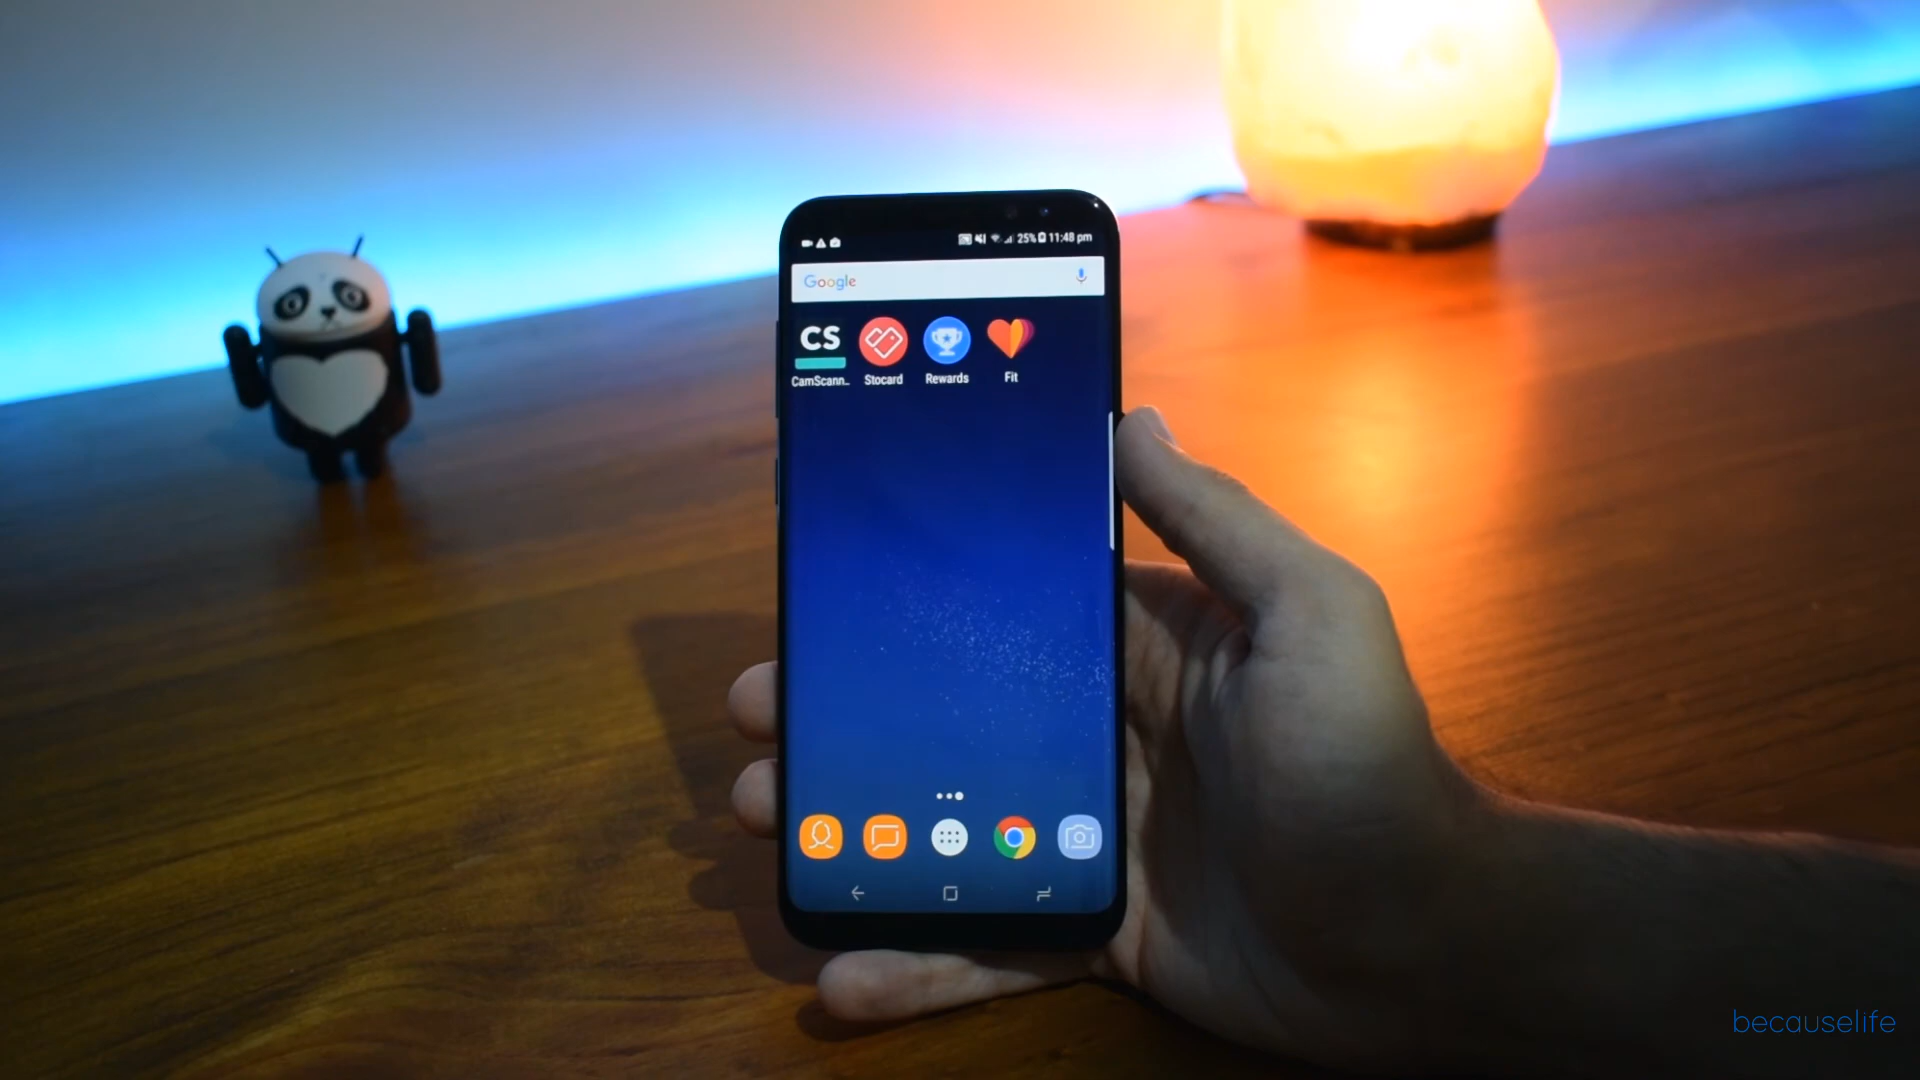 25% 11:48 pm
Google
CS
CamScann..
Stocard
Rewards
Fit
becauselife